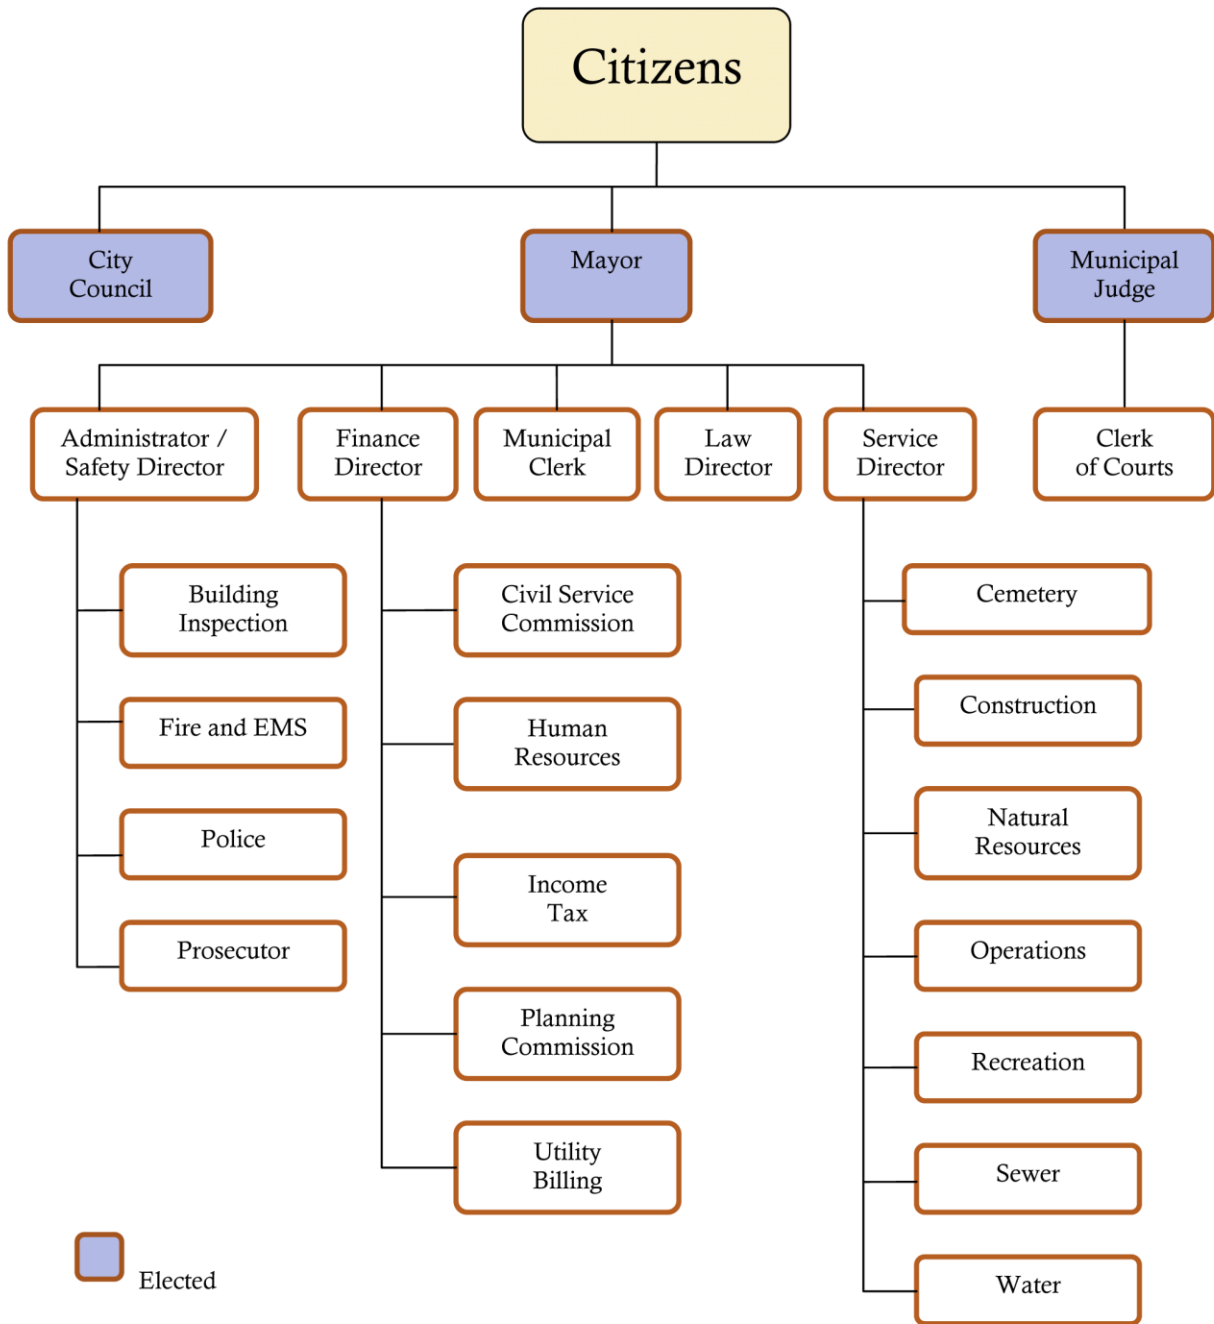 Citizens
City
Council
Mayor
Municipal
Judge
Administrator /
Safety Director
Finance
Director
Municipal
Clerk
Law
Director
Service
Director
Clerk
of Courts
Building
Inspection
Fire and EMS
Police
Prosecutor
Civil Service
Commission
Human
Resources
Income
Tax
Planning
Commission
Utility
Billing
Cemetery
Construction
Natural
Resources
Operations
Recreation
Sewer
Water
Elected